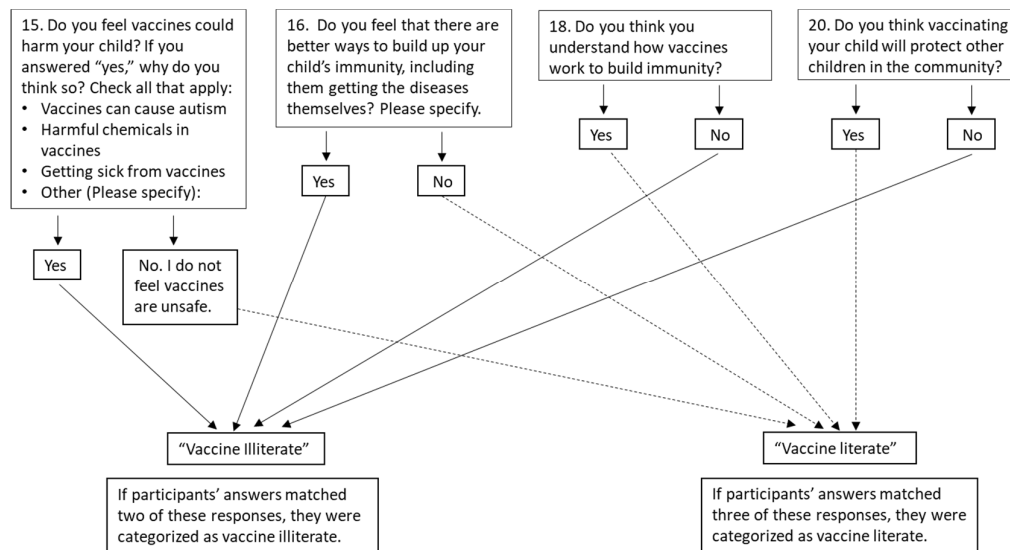 15. Do you feel vaccines could
harm your child? If you
answered “yes,” why do you
think so? Check all that apply:
• Vaccines can cause autism
• Harmful chemicals in
vaccines
• Getting sick from vaccines
• Other (Please specify):
Yes
No. I do not
feel vaccines
are unsafe.
16. Do you feel that there are
better ways to build up your
child’s immunity, including
them getting the diseases
themselves? Please specify.
Yes
No
18. Do you think you
understand how vaccines
work to build immunity?
Yes
No
20. Do you think vaccinating
your child will protect other
children in the community?
Yes
No
“Vaccine Illiterate”
If participants’ answers matched
two of these responses, they were
categorized as vaccine illiterate.
“Vaccine literate”
If participants’ answers matched
three of these responses, they were
categorized as vaccine literate.